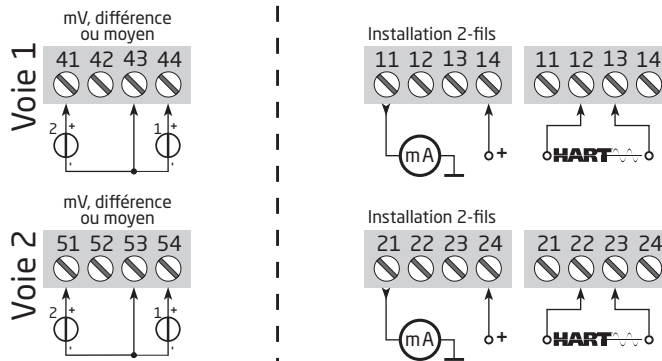 Voie 1
mV, différence
ou moyen
41 42 43 44
2 + -
1 + -
Installation 2-fils
11 12 13 14
mA
+
11 12 13 14
HART
Voie 2
mV, différence
ou moyen
51 52 53 54
2 + -
1 + -
Installation 2-fils
21 22 23 24
mA
+
21 22 23 24
HART